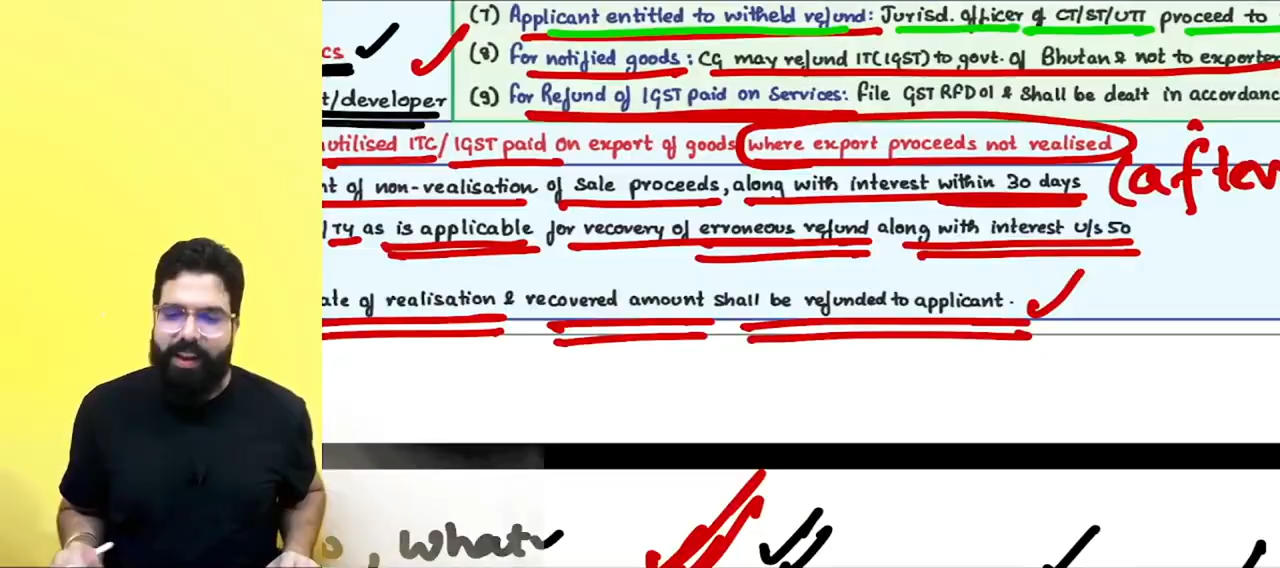 (7) Applicant entitled to witheld refund: Jurisd. officer of CT/ST/UTT proceed to
cs
(8) For notified goods: CG may refund ITC(IGST) to govt. of Bhutan & not to exporter
t/developer
(9) For Refund of IGST paid on Services: File GST RFD 01 & Shall be dealt in accordanc
utilised ITC/IGST paid on export of goods where export proceeds not realised
(after
nt of non-realisation of sale proceeds, along with interest within 30 days
/74 as is applicable for recovery of erroneous refund along with interest u/s 50
ate of realisation & recovered amount shall be refunded to applicant.
, what